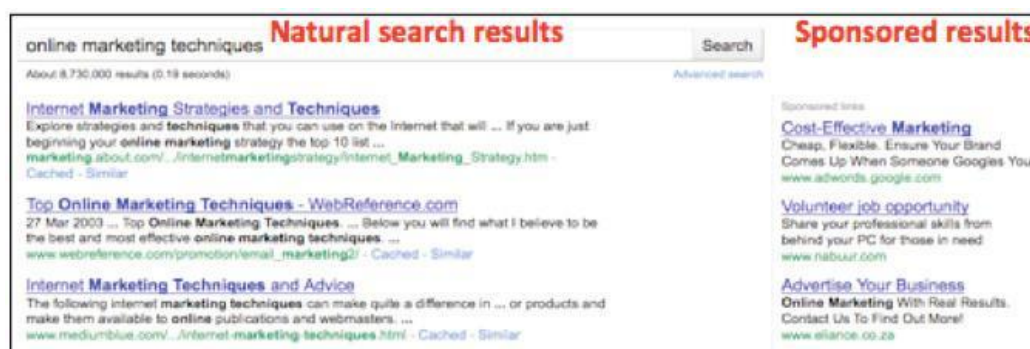 Natural search results
Sponsored results
online marketing techniques
Search
About 8,730,000 results (0.19 seconds)
Advanced search
Internet Marketing Strategies and Techniques
Explore strategies and techniques that you can use on the Internet that will ... If you are just
beginning your online marketing strategy the top 10 list ...
marketing.about.com/.../internetmarketingstrategy/Internet_Marketing_Strategy.htm -
Cached - Similar
Top Online Marketing Techniques - WebReference.com
27 Mar 2003 ... Top Online Marketing Techniques. ... Below you will find what I believe to be
the best and most effective online marketing techniques. ...
www.webreference.com/promotion/email_marketing2/ - Cached - Similar
Internet Marketing Techniques and Advice
The following internet marketing techniques can make quite a difference in ... or products and
make them available to online publications and webmasters. ...
www.mediumblue.com/.../internet-marketing-techniques.html - Cached - Similar
Sponsored links
Cost-Effective Marketing
Cheap, Flexible. Ensure Your Brand
Comes Up When Someone Googles You
www.adwords.google.com
Volunteer job opportunity
Share your professional skills from
behind your PC for those in need
www.nabuur.com
Advertise Your Business
Online Marketing With Real Results.
Contact Us To Find Out More!
www.eliance.co.za